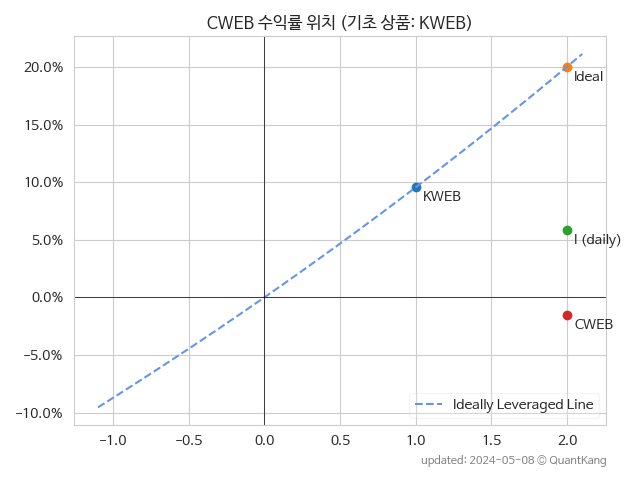 CWEB 수익률 위치 (기초 상품: KWEB)
20.0%
15.0%
10.0%
5.0%
0.0%
−5.0%
−10.0%
Ideal
KWEB
I (daily)
CWEB
Ideally Leveraged Line
−1.0
−0.5
0.0
0.5
1.0
1.5
2.0
updated: 2024-05-08 © QuantKang